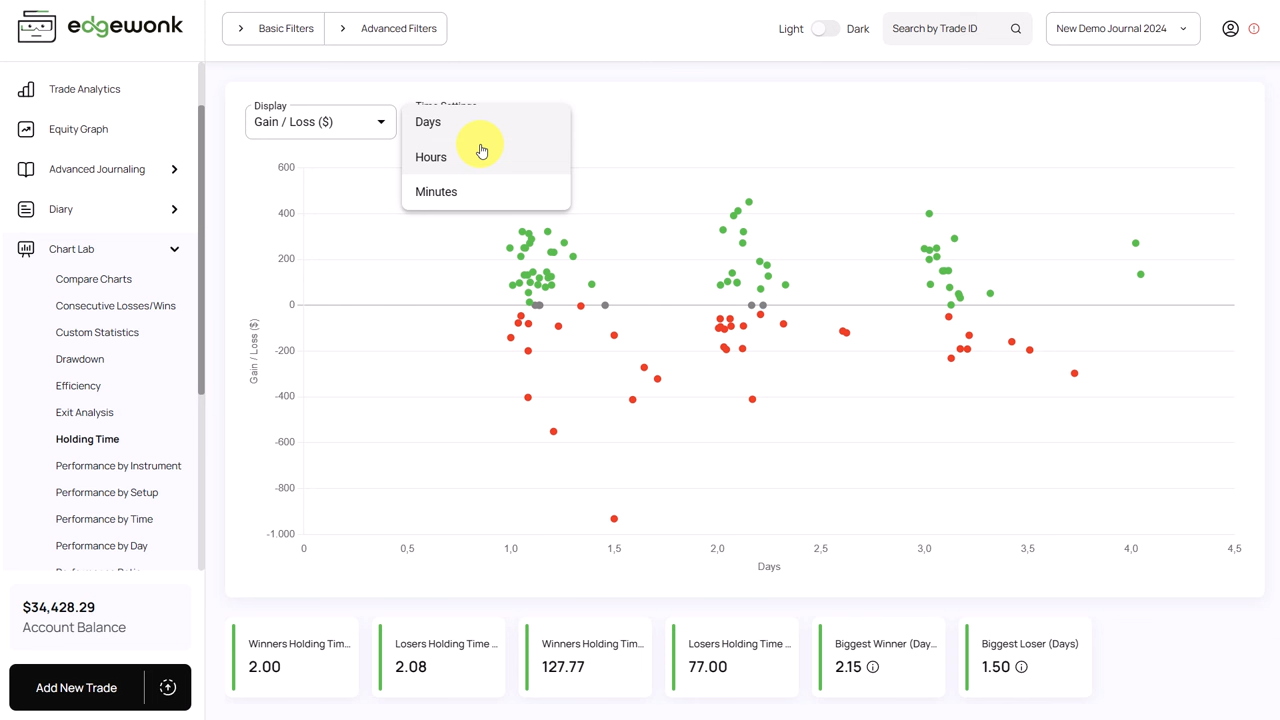 edgewonk
Basic Filters
Advanced Filters
Light
Dark
Search by Trade ID
New Demo Journal 2024
Trade Analytics
Equity Graph
Advanced Journaling
Diary
Chart Lab
Compare Charts
Consecutive Losses/Wins
Custom Statistics
Drawdown
Efficiency
Exit Analysis
Holding Time
Performance by Instrument
Performance by Setup
Performance by Time
Performance by Day
$34,428.29
Account Balance
Add New Trade
Display
Gain / Loss ($)
Time Settings
Days
Hours
Minutes
Gain / Loss ($)
600
400
200
0
-200
-400
-600
-800
-1.000
0 0,5 1,0 1,5 2,0 2,5 3,0 3,5 4,0 4,5
Days
Winners Holding Tim...
2.00
Losers Holding Time ...
2.08
Winners Holding Tim...
127.77
Losers Holding Time ...
77.00
Biggest Winner (Day...
2.15
Biggest Loser (Days)
1.50